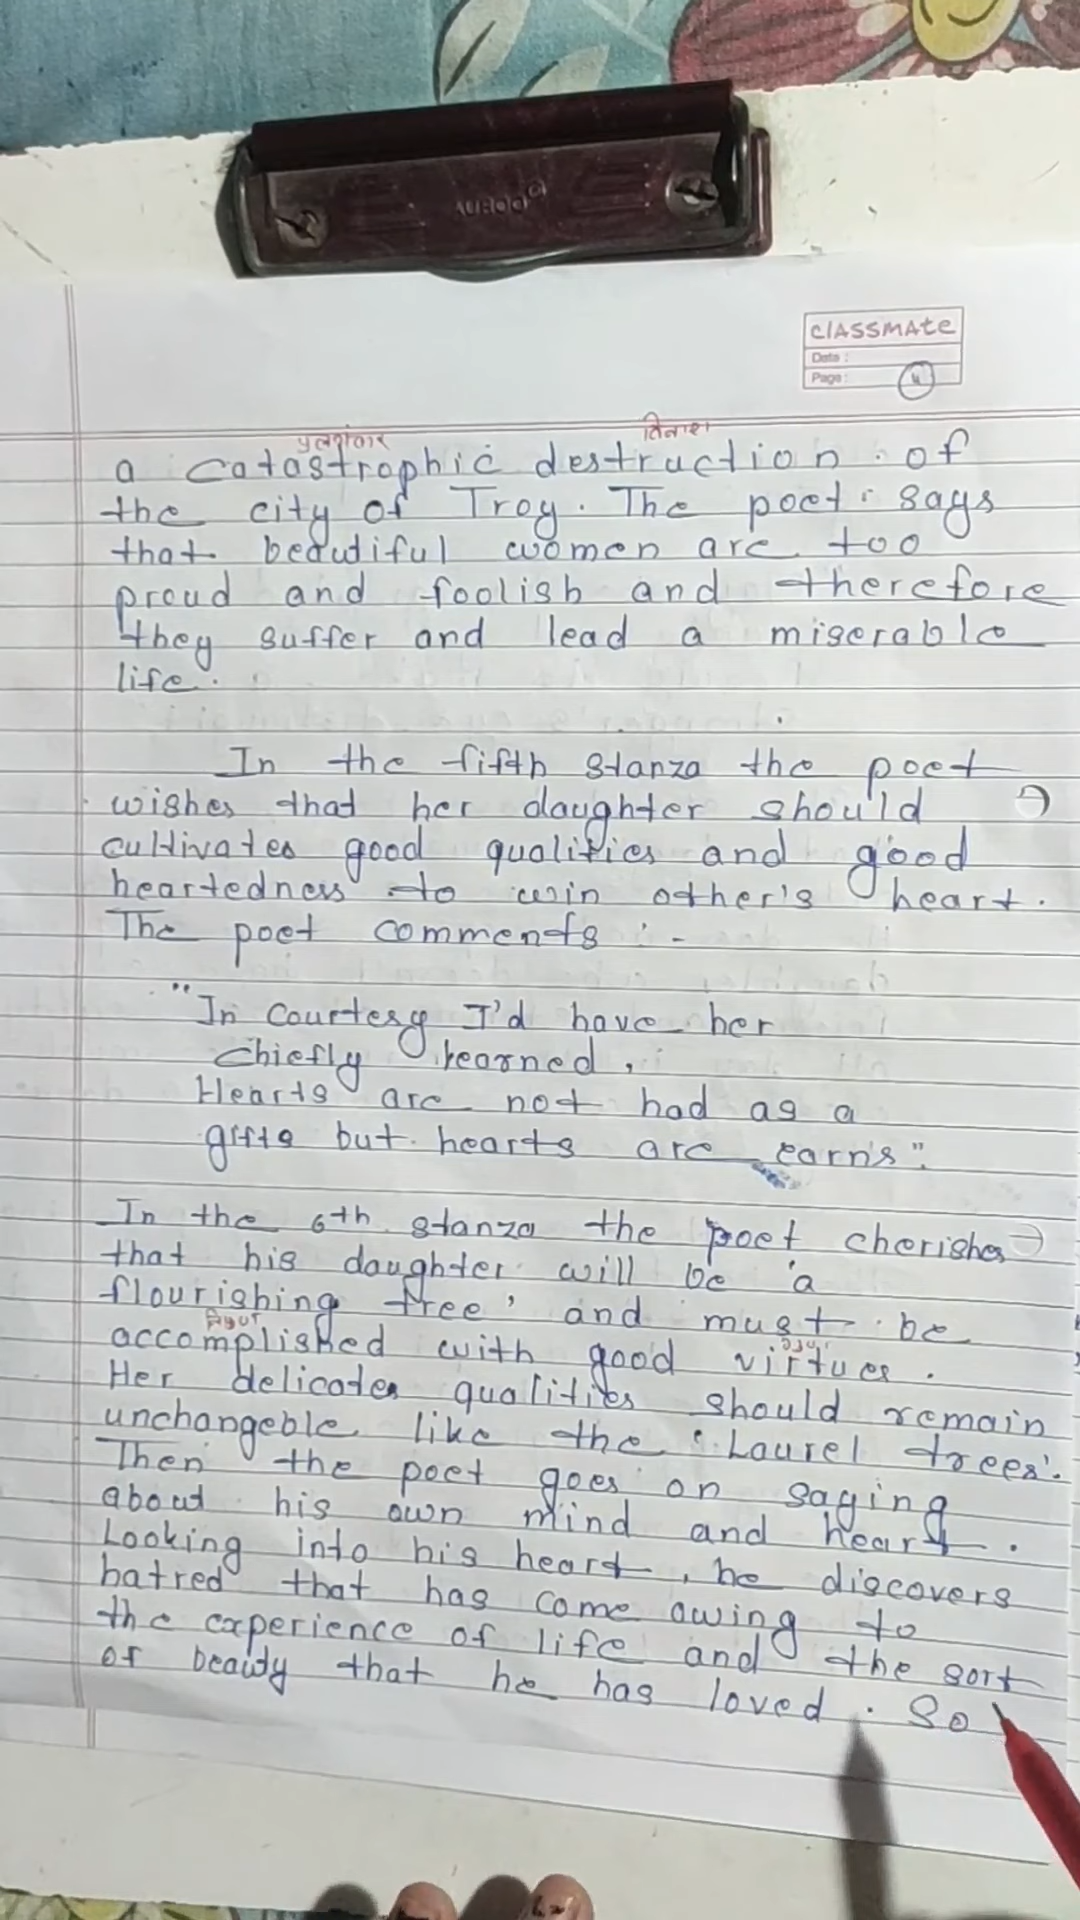 AUROO
CLASSMATE
Date :
Page: 4
प्रलयंकार विनाश
a catastrophic destruction of
the city of Troy. The poet says
that beautiful women are too
proud and foolish and therefore
they suffer and lead a miserable
life.
In the fifth stanza the poet
wishes that her daughter should
cultivates good qualities and good
heartedness to win other's heart.
The poet comments :-
"In Courtesy I'd have her
Chiefly learned,
Hearts are not had as a
gifts but hearts are earn's".
In the 6th stanza the poet cherishes
that his daughter will be 'a
flourishing tree' and must be
accomplished with good virtues.
Her delicates qualities should remain
unchangeble like the 'Laurel trees'.
Then the poet goes on saying
about his own mind and heart.
Looking into his heart, he discovers
hatred that has come owing to
the experience of life and the sort
of beauty that he has loved. So